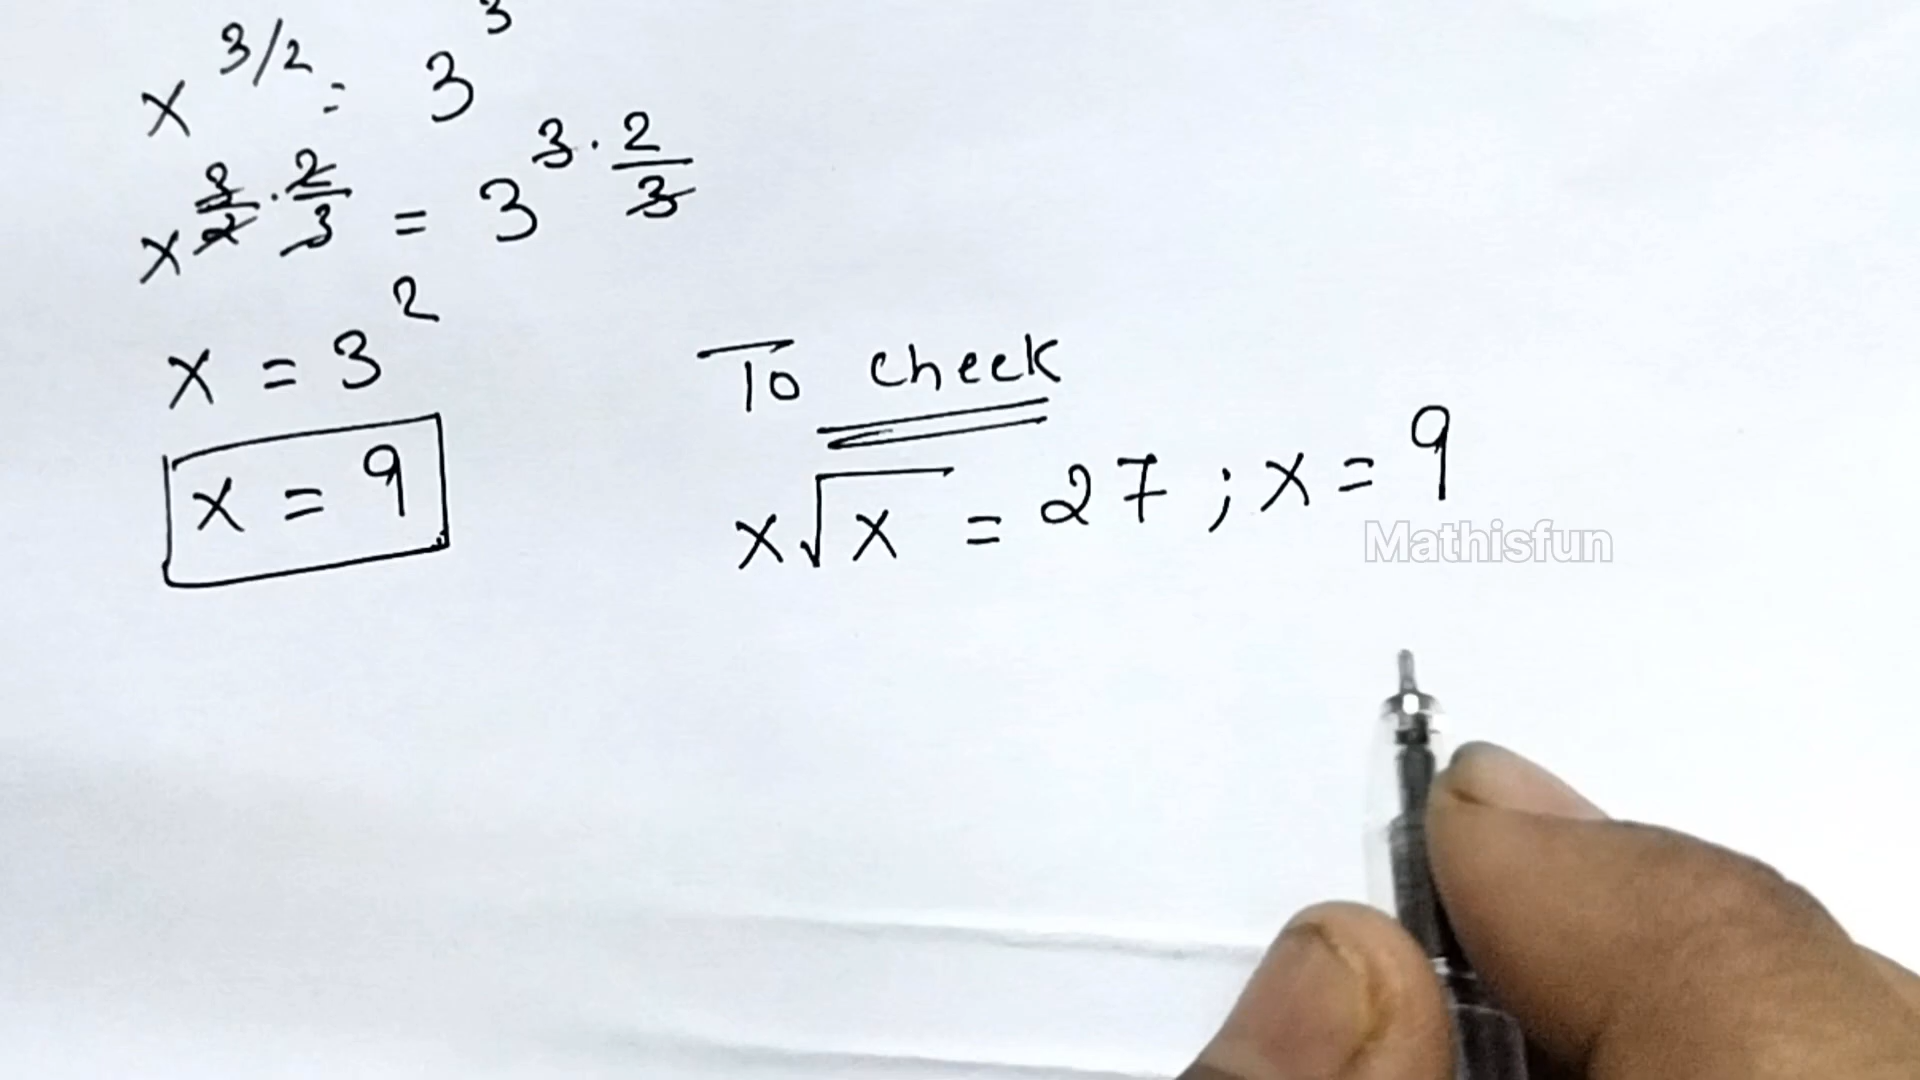 x^3/2 = 3^3
x^(3/2 · 2/3) = 3^(3 · 2/3)
x = 3^2
x = 9
To check
x√x = 27 ; x = 9
Mathisfun